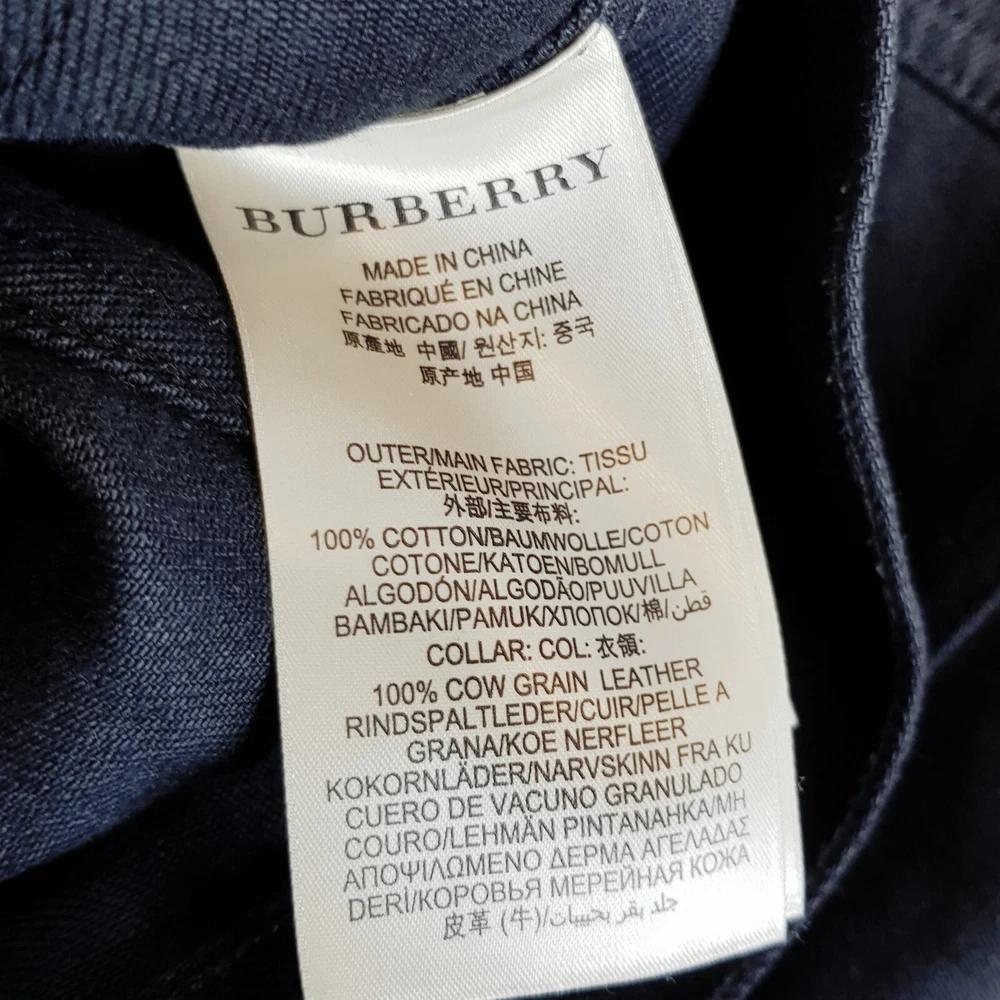 BURBERRY
MADE IN CHINA
FABRIQUÉ EN CHINE
FABRICADO NA CHINA
原產地 中國/ 원산지: 중국
原产地 中国
OUTER/MAIN FABRIC: TISSU
EXTÉRIEUR/PRINCIPAL:
外部/主要布料:
100% COTTON/BAUMWOLLE/COTON
COTONE/KATOEN/BOMULL
ALGODÓN/ALGODÃO/PUUVILLA
BAMBAKI/PAMUK/ХЛОПОК/棉/قطن
COLLAR: COL: 衣領:
100% COW GRAIN LEATHER
RINDSPALTLEDER/CUIR/PELLE A
GRANA/KOE NERFLEER
KOKORNLÄDER/NARVSKINN FRA KU
CUERO DE VACUNO GRANULADO
COURO/LEHMÄN PINTANAHKA/ΜΗ
ΑΠΟΨΙΛΩΜΕΝΟ ΔΕΡΜΑ ΑΓΕΛΑΔΑΣ
DERİ/КОРОВЬЯ МЕРЕЙНАЯ КОЖА
皮革 (牛)/جلد بقر بحبيبات